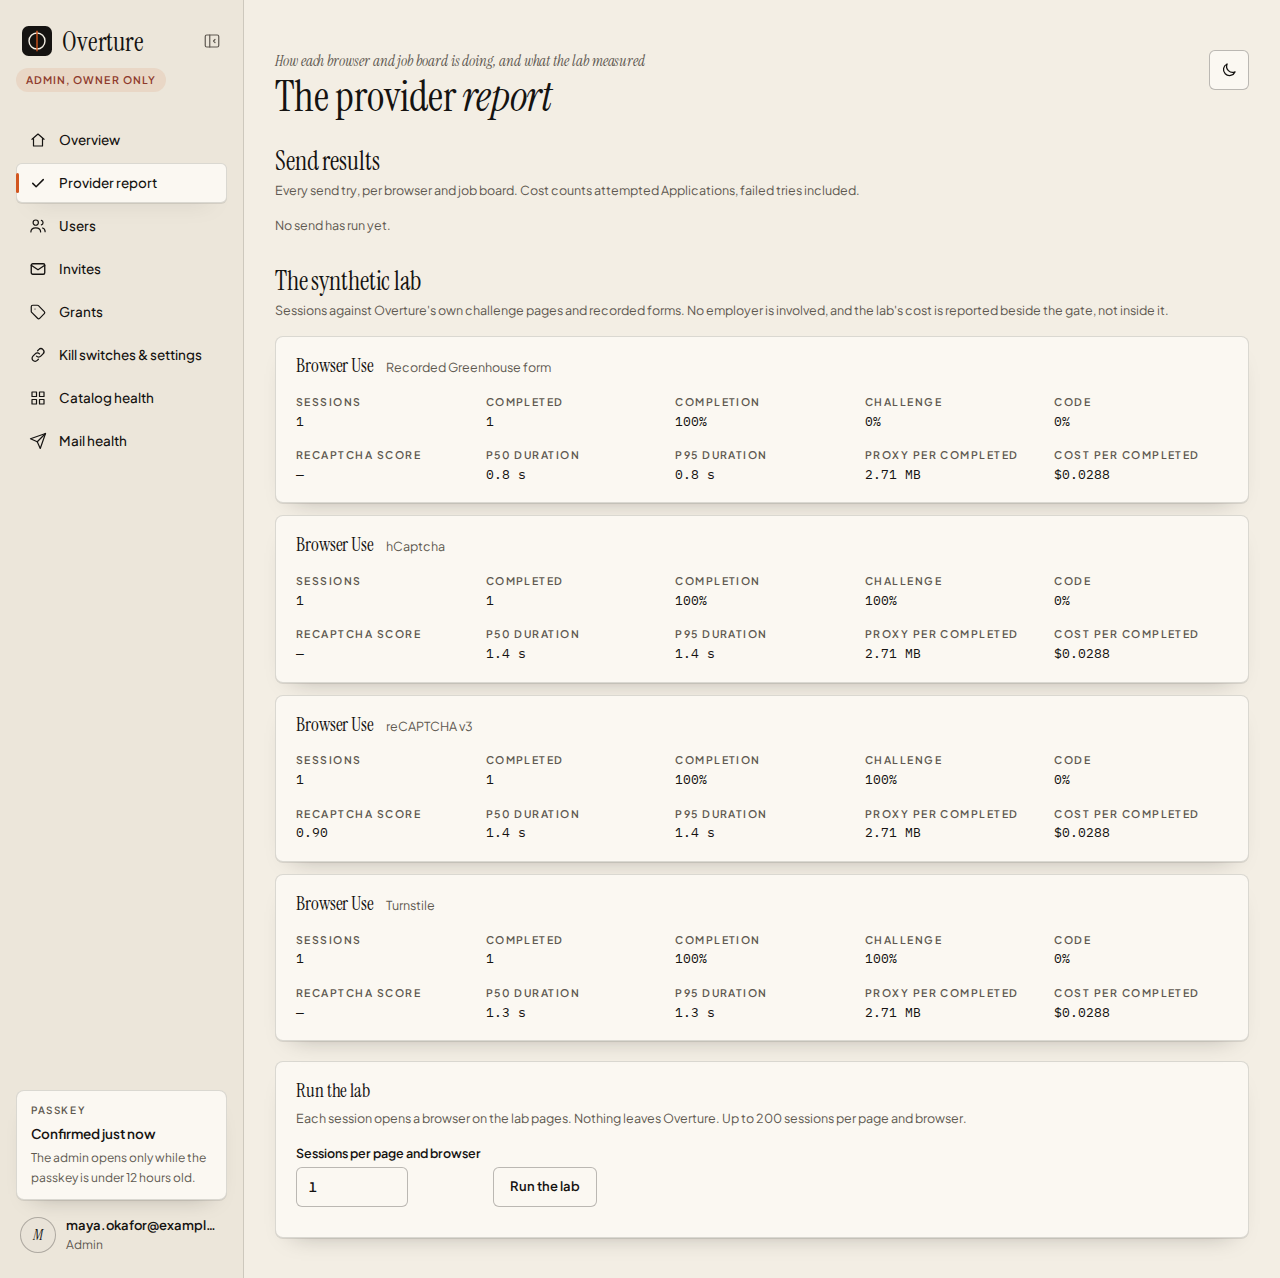 Overture
ADMIN, OWNER ONLY
Overview
Provider report
Users
Invites
Grants
Kill switches & settings
Catalog health
Mail health
PASSKEY
Confirmed just now
The admin opens only while the
passkey is under 12 hours old.
M
maya.okafor@exampl…
Admin
How each browser and job board is doing, and what the lab measured
The provider report
Send results
Every send try, per browser and job board. Cost counts attempted Applications, failed tries included.
No send has run yet.
The synthetic lab
Sessions against Overture's own challenge pages and recorded forms. No employer is involved, and the lab's cost is reported beside the gate, not inside it.
Browser Use Recorded Greenhouse form
SESSIONS COMPLETED COMPLETION CHALLENGE CODE
1 1 100% 0% 0%
RECAPTCHA SCORE P50 DURATION P95 DURATION PROXY PER COMPLETED COST PER COMPLETED
— 0.8 s 0.8 s 2.71 MB $0.0288
Browser Use hCaptcha
SESSIONS COMPLETED COMPLETION CHALLENGE CODE
1 1 100% 100% 0%
RECAPTCHA SCORE P50 DURATION P95 DURATION PROXY PER COMPLETED COST PER COMPLETED
— 1.4 s 1.4 s 2.71 MB $0.0288
Browser Use reCAPTCHA v3
SESSIONS COMPLETED COMPLETION CHALLENGE CODE
1 1 100% 100% 0%
RECAPTCHA SCORE P50 DURATION P95 DURATION PROXY PER COMPLETED COST PER COMPLETED
0.90 1.4 s 1.4 s 2.71 MB $0.0288
Browser Use Turnstile
SESSIONS COMPLETED COMPLETION CHALLENGE CODE
1 1 100% 100% 0%
RECAPTCHA SCORE P50 DURATION P95 DURATION PROXY PER COMPLETED COST PER COMPLETED
— 1.3 s 1.3 s 2.71 MB $0.0288
Run the lab
Each session opens a browser on the lab pages. Nothing leaves Overture. Up to 200 sessions per page and browser.
Sessions per page and browser
1 Run the lab